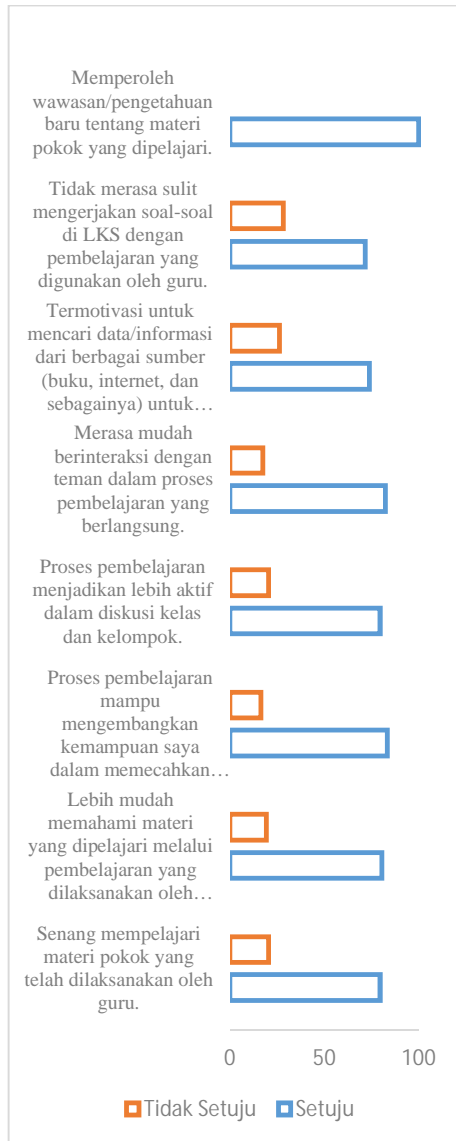 Memperoleh
wawasan/pengetahuan
baru tentang materi
pokok yang dipelajari.
Tidak merasa sulit
mengerjakan soal-soal
di LKS dengan
pembelajaran yang
digunakan oleh guru.
Termotivasi untuk
mencari data/informasi
dari berbagai sumber
(buku, internet, dan
sebagainya) untuk…
Merasa mudah
berinteraksi dengan
teman dalam proses
pembelajaran yang
berlangsung.
Proses pembelajaran
menjadikan lebih aktif
dalam diskusi kelas
dan kelompok.
Proses pembelajaran
mampu
mengembangkan
kemampuan saya
dalam memecahkan…
Lebih mudah
memahami materi
yang dipelajari melalui
pembelajaran yang
dilaksanakan oleh…
Senang mempelajari
materi pokok yang
telah dilaksanakan oleh
guru.
0 50 100
Tidak Setuju Setuju